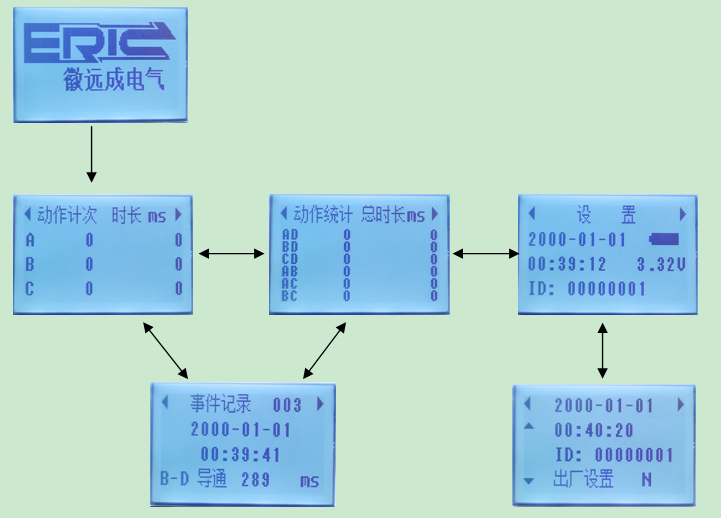 ERIC
徽远成电气
动作计次 时长 ms
A 0 0
B 0 0
C 0 0
动作统计 总时长ms
AD 0 0
BD 0 0
CD 0 0
AB 0 0
AC 0 0
BC 0 0
设 置
2000-01-01
00:39:12 3.32V
ID: 00000001
事件记录 003
2000-01-01
00:39:41
B-D 导通 289 ms
2000-01-01
00:40:20
ID: 00000001
出厂设置 N